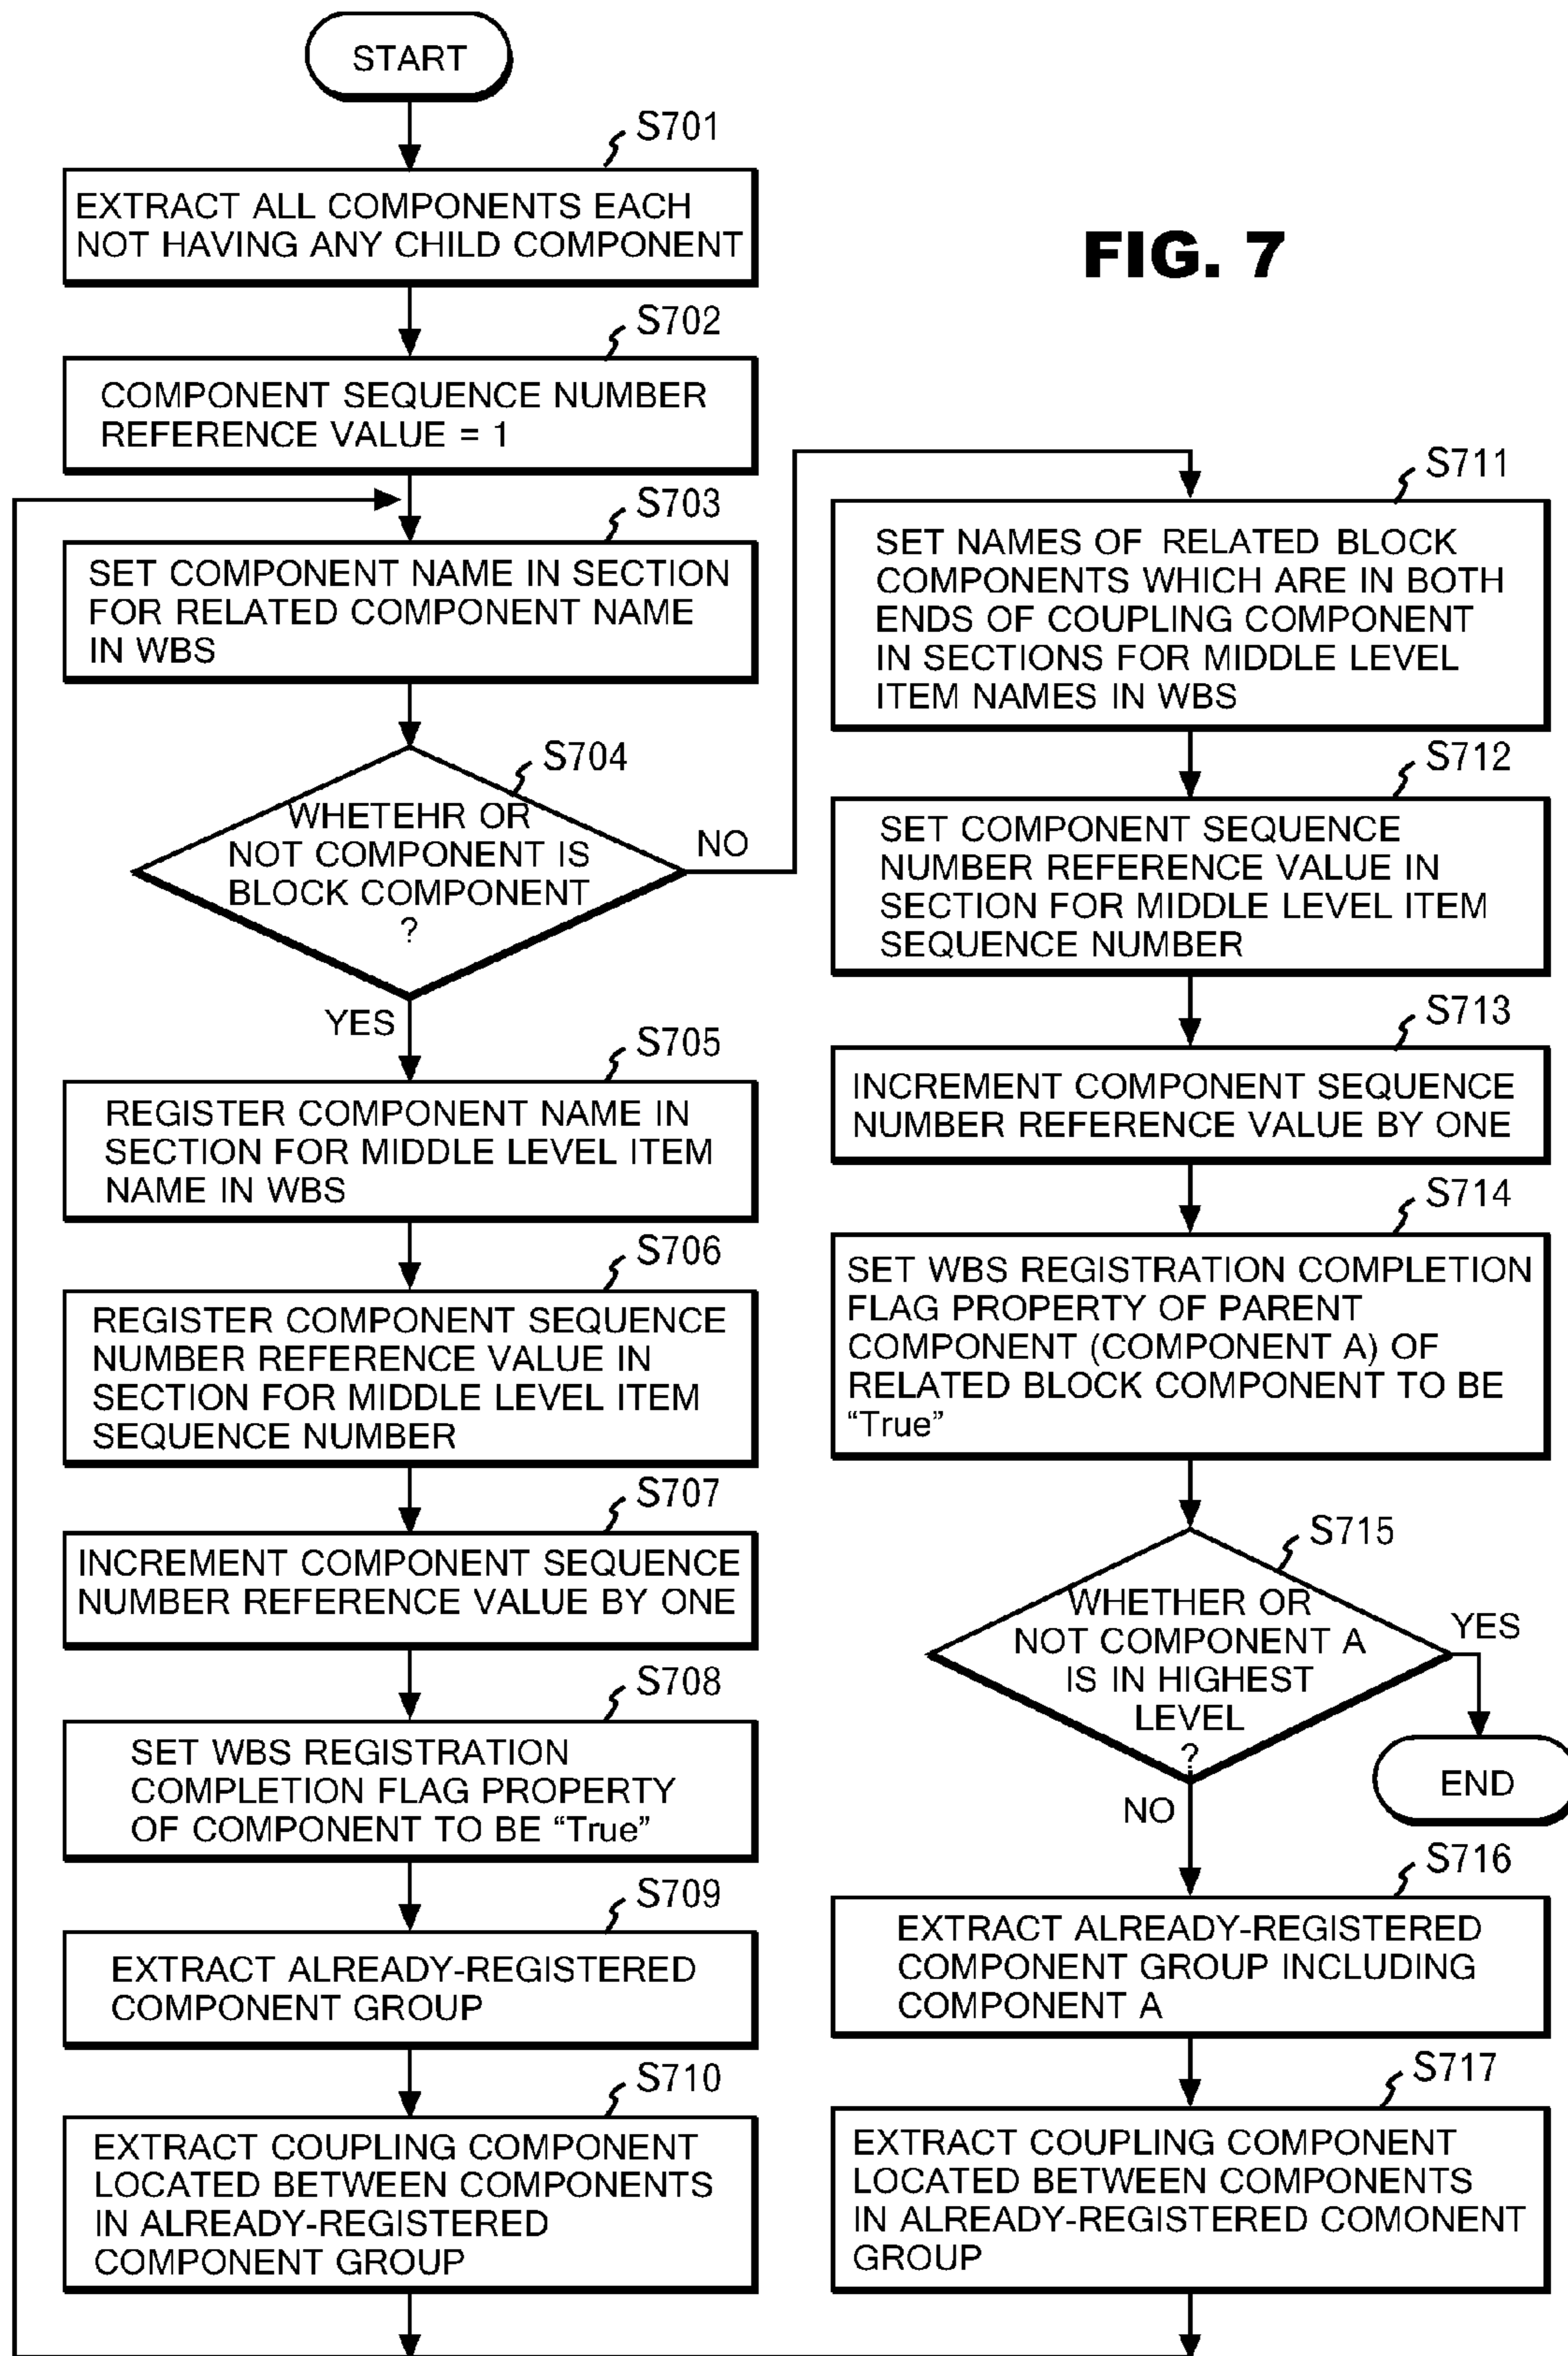 START
S701
EXTRACT ALL COMPONENTS EACH
NOT HAVING ANY CHILD COMPONENT
S702
COMPONENT SEQUENCE NUMBER
REFERENCE VALUE = 1
S703
SET COMPONENT NAME IN SECTION
FOR RELATED COMPONENT NAME
IN WBS
S704
WHETEHR OR
NOT COMPONENT IS
BLOCK COMPONENT
?
NO
YES
S705
REGISTER COMPONENT NAME IN
SECTION FOR MIDDLE LEVEL ITEM
NAME IN WBS
S706
REGISTER COMPONENT SEQUENCE
NUMBER REFERENCE VALUE IN
SECTION FOR MIDDLE LEVEL ITEM
SEQUENCE NUMBER
S707
INCREMENT COMPONENT SEQUENCE
NUMBER REFERENCE VALUE BY ONE
S708
SET WBS REGISTRATION
COMPLETION FLAG PROPERTY
OF COMPONENT TO BE “True”
S709
EXTRACT ALREADY-REGISTERED
COMPONENT GROUP
S710
EXTRACT COUPLING COMPONENT
LOCATED BETWEEN COMPONENTS
IN ALREADY-REGISTERED
COMPONENT GROUP
FIG. 7
S711
SET NAMES OF RELATED BLOCK
COMPONENTS WHICH ARE IN BOTH
ENDS OF COUPLING COMPONENT
IN SECTIONS FOR MIDDLE LEVEL
ITEM NAMES IN WBS
S712
SET COMPONENT SEQUENCE
NUMBER REFERENCE VALUE IN
SECTION FOR MIDDLE LEVEL ITEM
SEQUENCE NUMBER
S713
INCREMENT COMPONENT SEQUENCE
NUMBER REFERENCE VALUE BY ONE
S714
SET WBS REGISTRATION COMPLETION
FLAG PROPERTY OF PARENT
COMPONENT (COMPONENT A) OF
RELATED BLOCK COMPONENT TO BE
“True”
S715
WHETHER OR
NOT COMPONENT A
IS IN HIGHEST
LEVEL
?
YES
END
NO
S716
EXTRACT ALREADY-REGISTERED
COMPONENT GROUP INCLUDING
COMPONENT A
S717
EXTRACT COUPLING COMPONENT
LOCATED BETWEEN COMPONENTS
IN ALREADY-REGISTERED COMONENT
GROUP